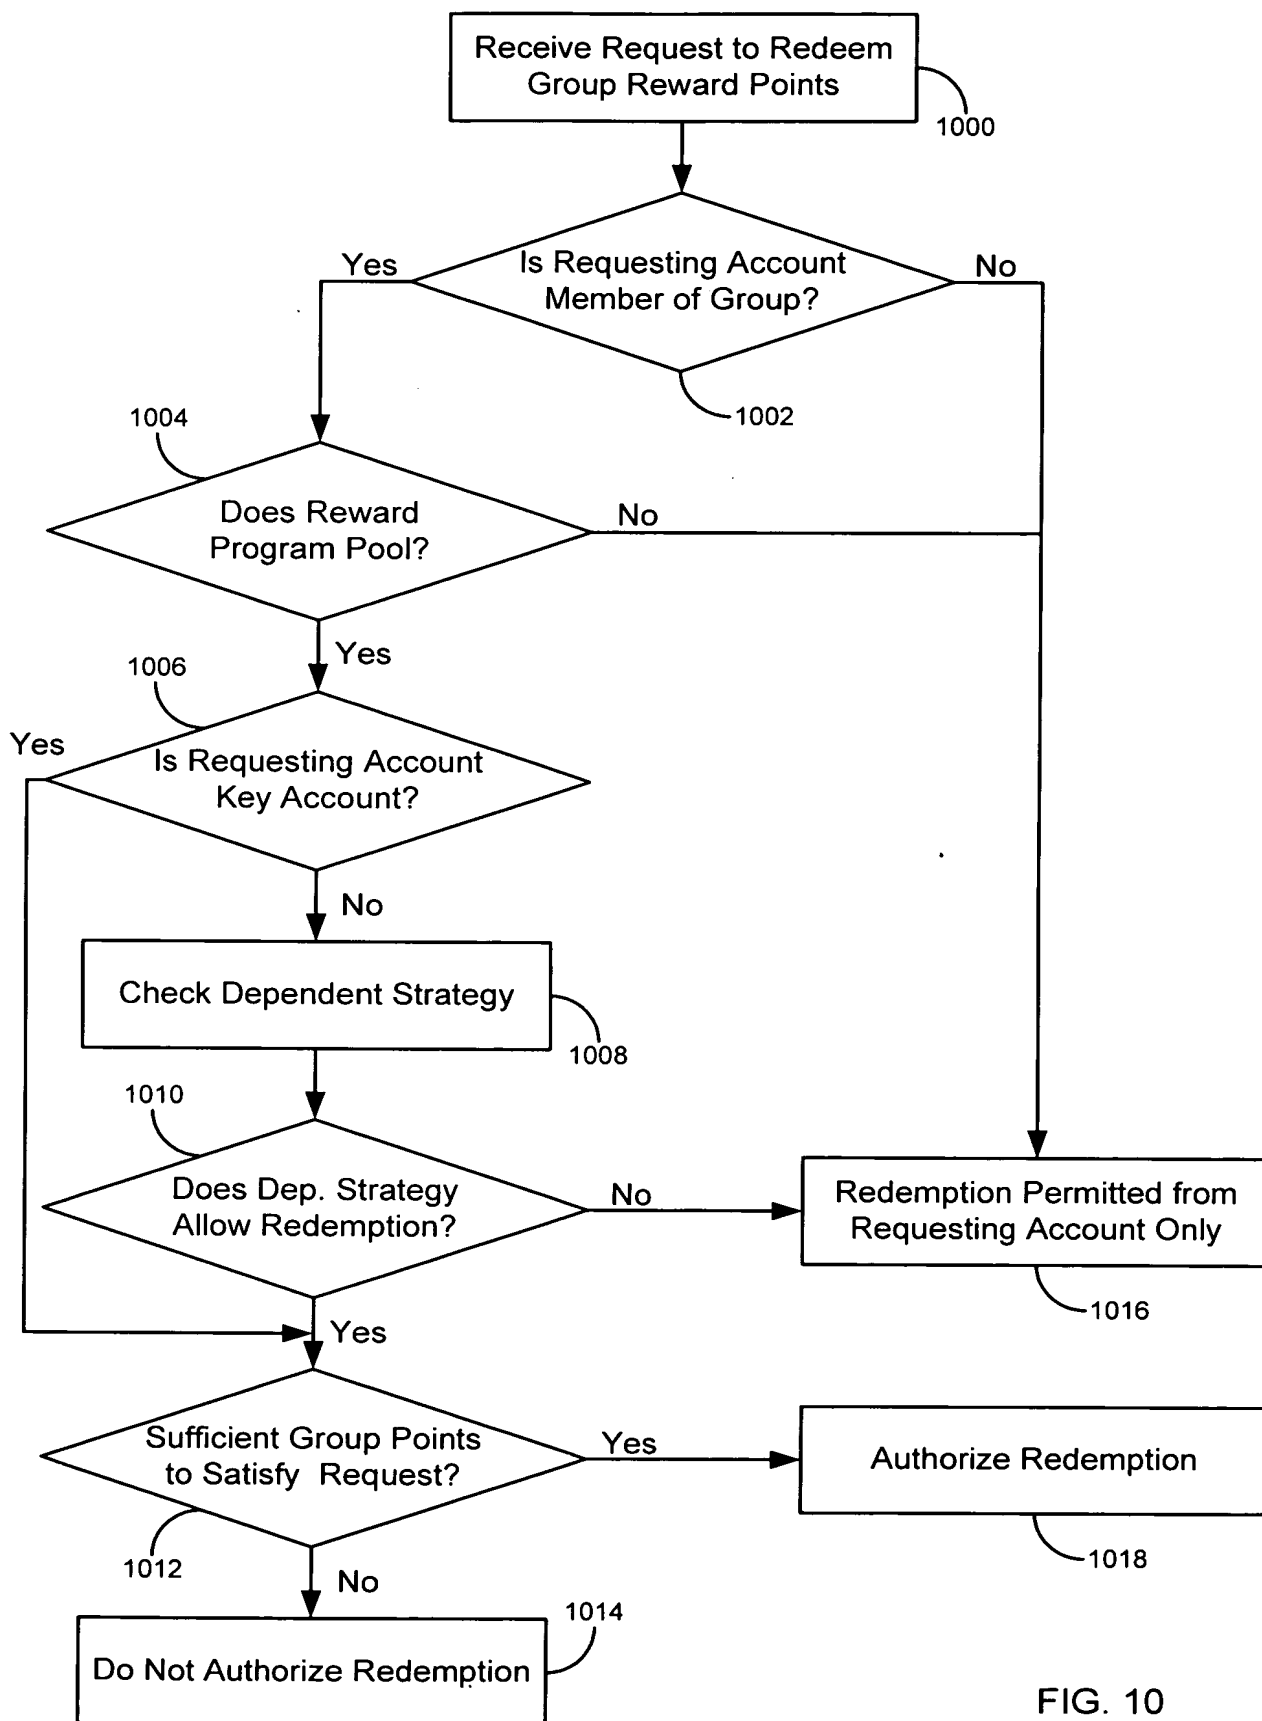 Receive Request to Redeem
Group Reward Points
1000
Yes
Is Requesting Account
Member of Group?
No
1002
1004
Does Reward
Program Pool?
No
Yes
1006
Yes
Is Requesting Account
Key Account?
No
Check Dependent Strategy
1008
1010
Does Dep. Strategy
Allow Redemption?
No
Redemption Permitted from
Requesting Account Only
1016
Yes
Sufficient Group Points
to Satisfy Request?
Yes
Authorize Redemption
1012
1018
No
1014
Do Not Authorize Redemption
FIG. 10